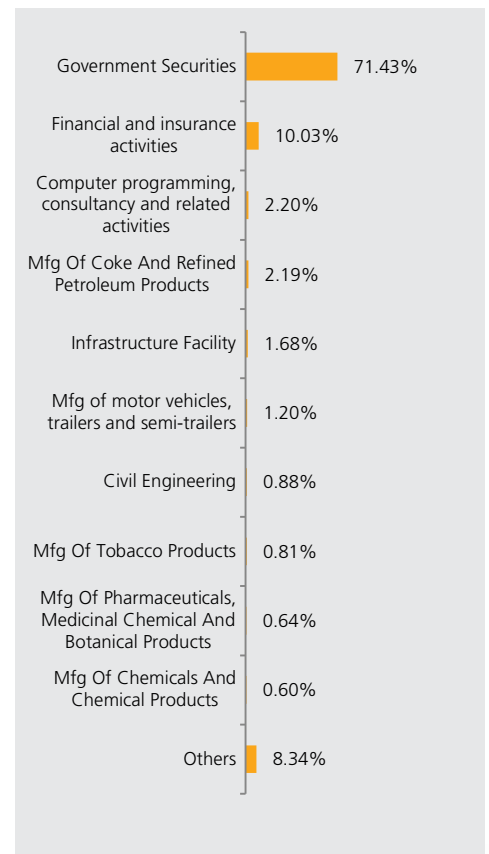 Government Securities 71.43%
Financial and insurance
activities 10.03%
Computer programming,
consultancy and related 2.20%
activities
Mfg Of Coke And Refined
Petroleum Products 2.19%
Infrastructure Facility 1.68%
Mfg of motor vehicles,
trailers and semi-trailers 1.20%
Civil Engineering 0.88%
Mfg Of Tobacco Products 0.81%
Mfg Of Pharmaceuticals,
Medicinal Chemical And 0.64%
Botanical Products
Mfg Of Chemicals And
Chemical Products 0.60%
Others 8.34%